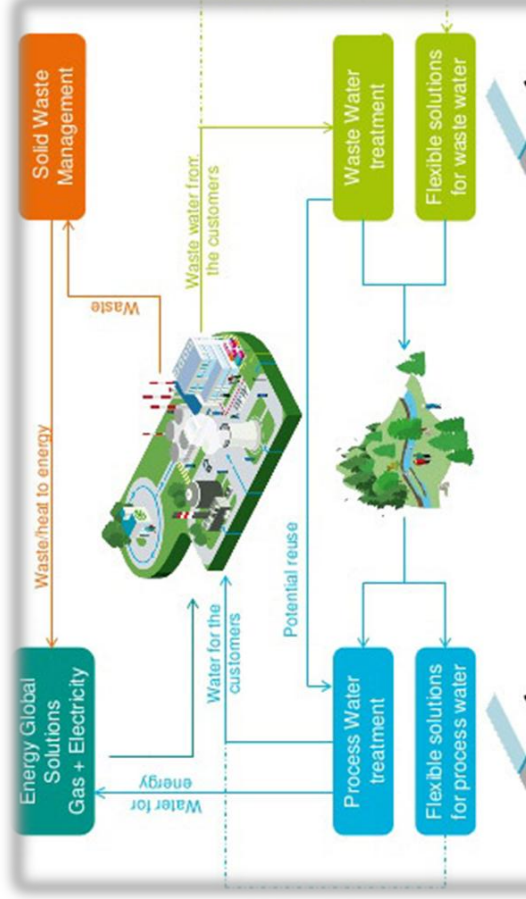 Energy Global
Solutions
Gas + Electricity
Waste/heat to energy
Solid Waste
Management
Waste
Water for
energy
Water for the
customers
Waste water from
the customers
Potential reuse
Process Water
treatment
Waste Water
treatment
Flexible solutions
for process water
Flexible solutions
for waste water